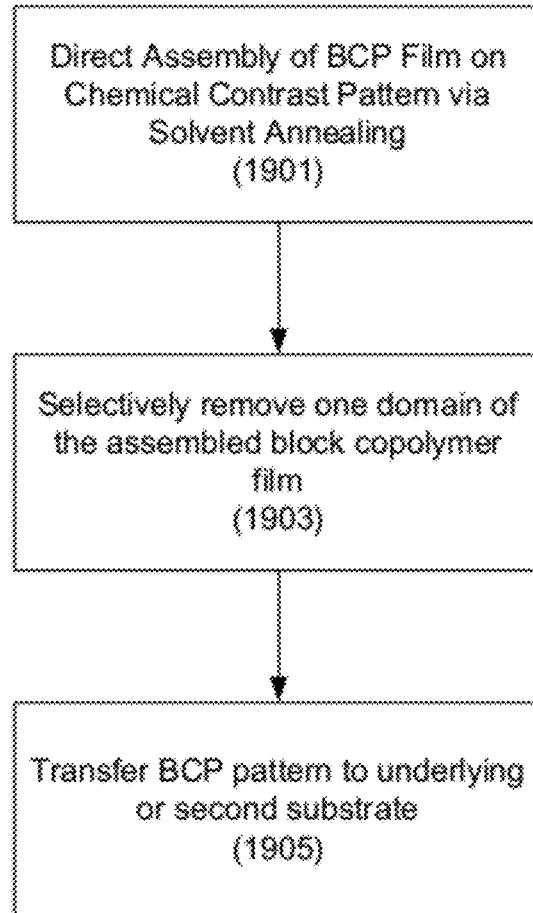 Direct Assembly of BCP Film on
Chemical Contrast Pattern via
Solvent Annealing
(1901)
Selectively remove one domain of
the assembled block copolymer
film
(1903)
Transfer BCP pattern to underlying
or second substrate
(1905)